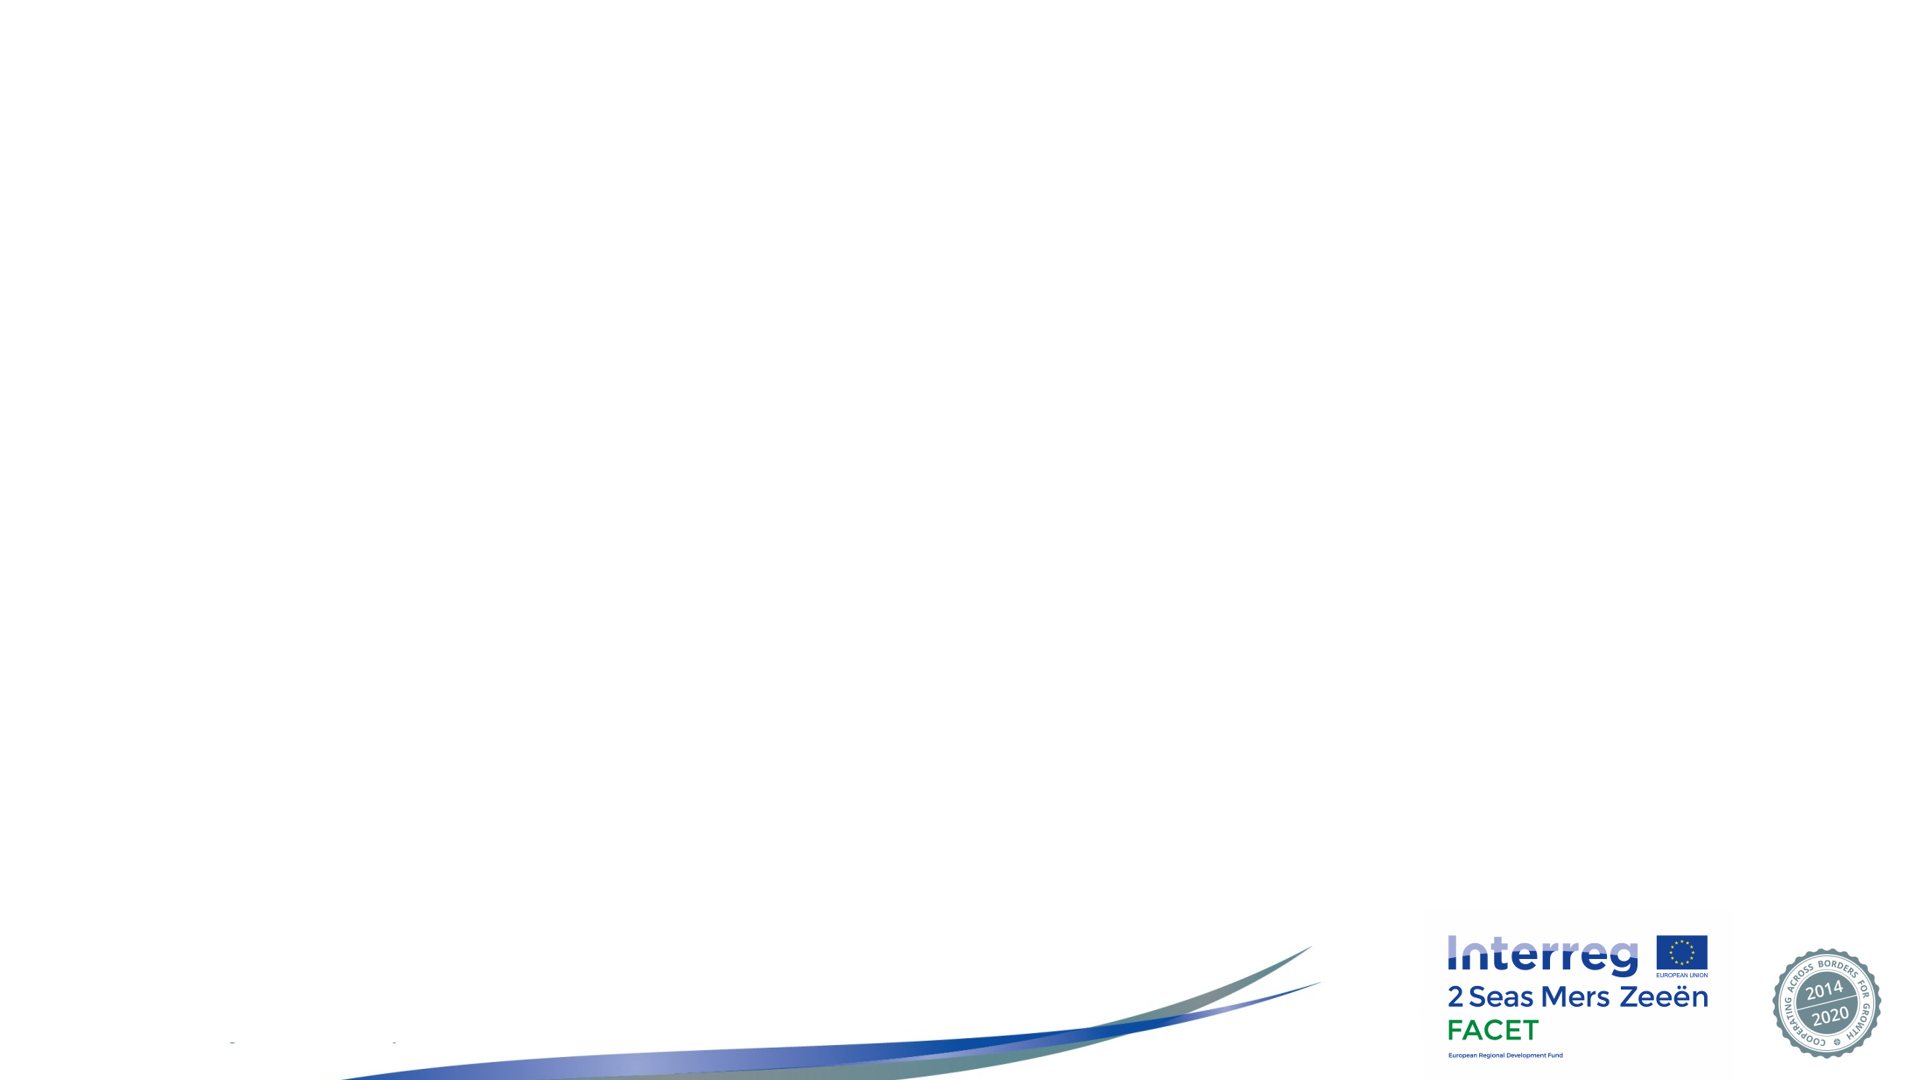 Interreg
EUROPEAN UNION
2 Seas Mers Zeeën
FACET
European Regional Development Fund
COOPERATING ACROSS BORDERS FOR GROWTH
2014
2020